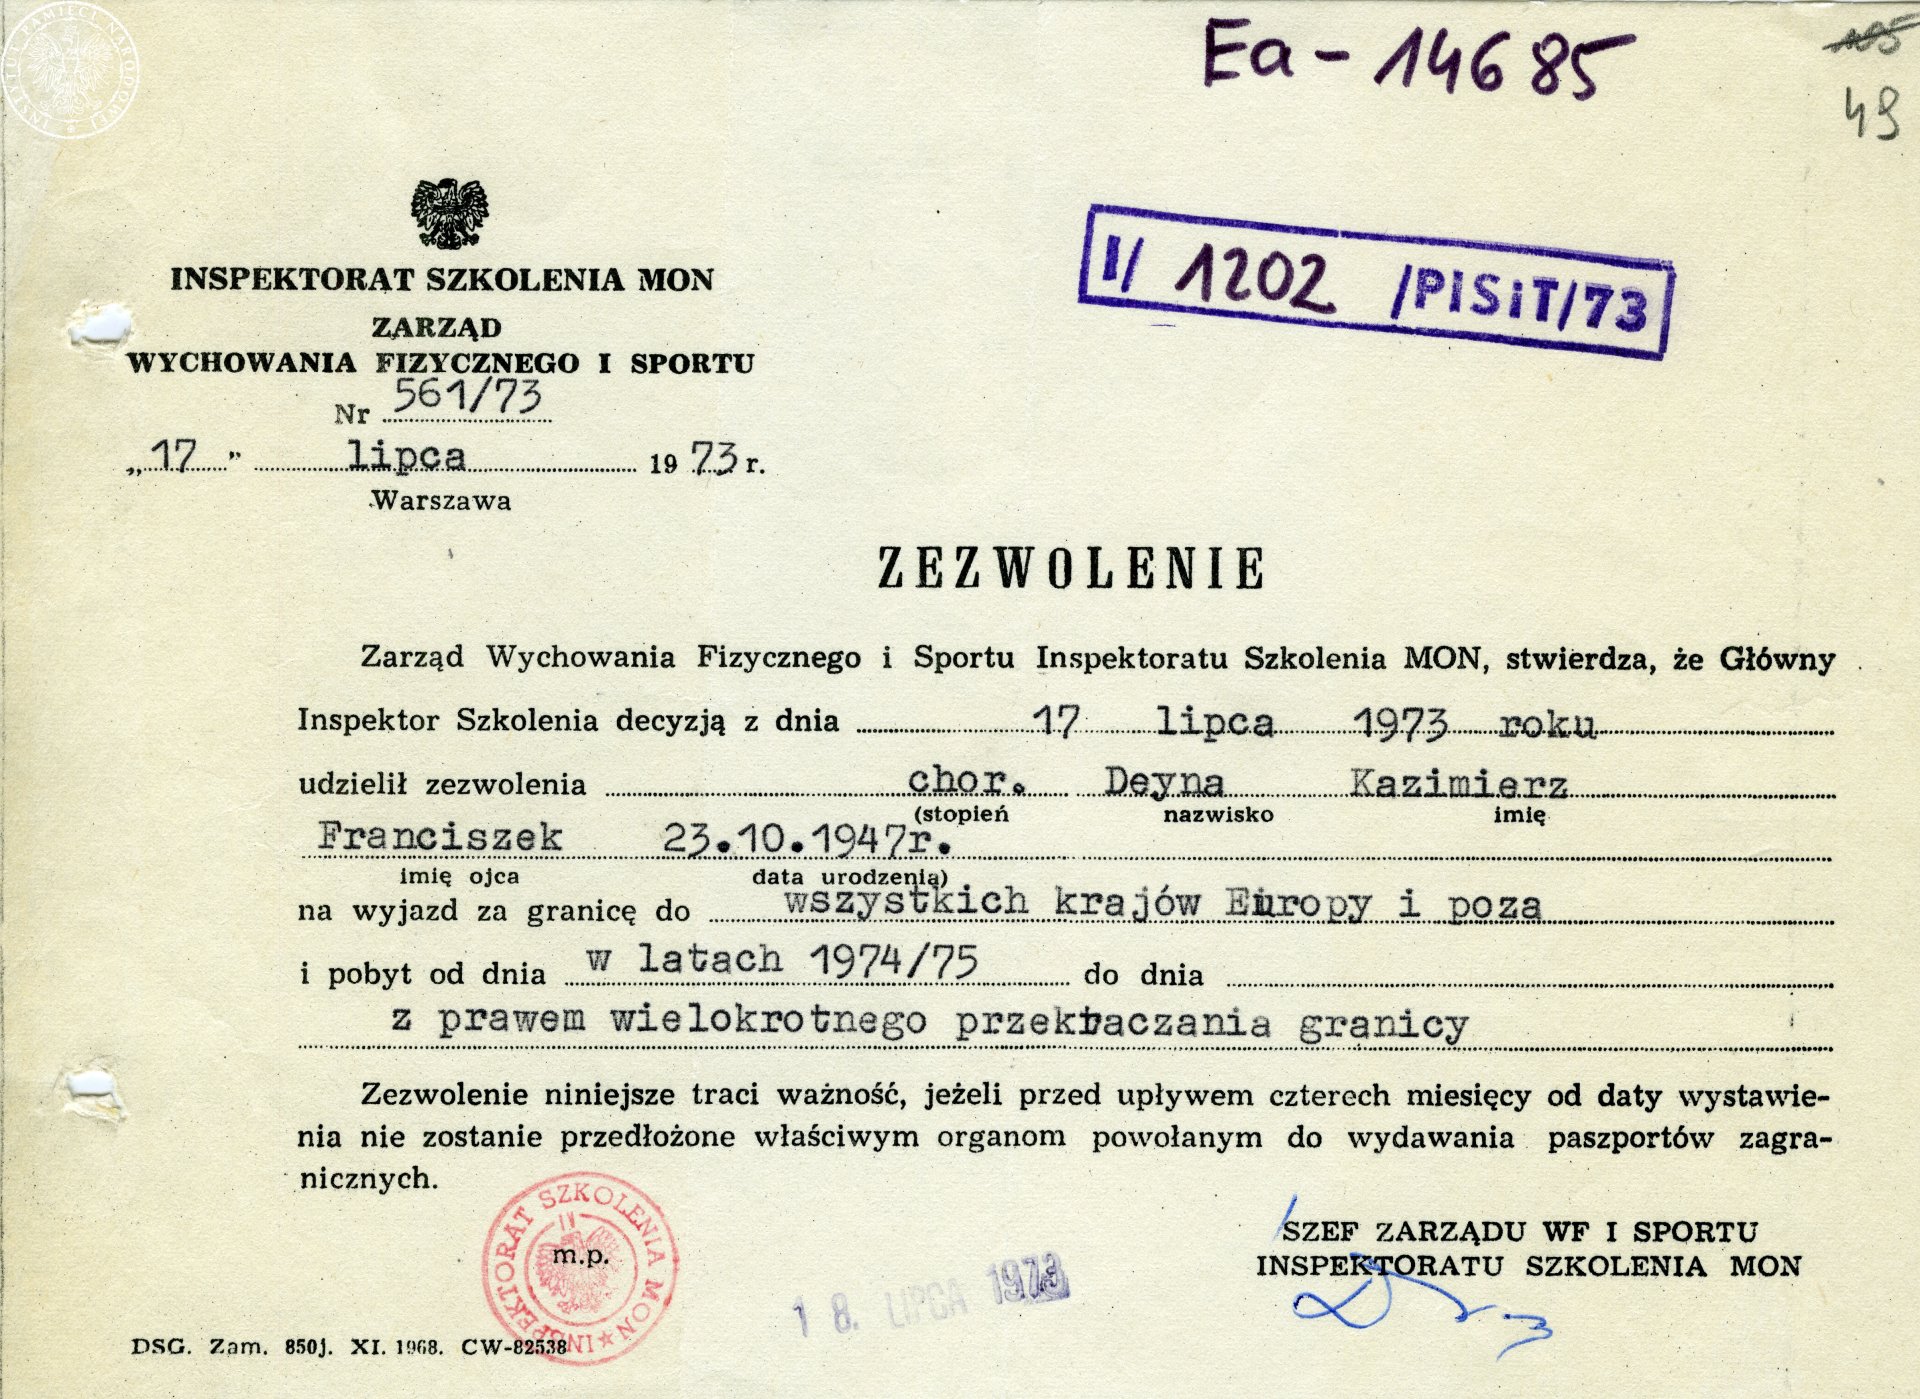 INSTYTUT PAMIĘCI NARODOWEJ
Ea - 14685
105
49
INSPEKTORAT SZKOLENIA MON
ZARZĄD
WYCHOWANIA FIZYCZNEGO I SPORTU
Nr 561/73
„17” lipca 1973 r.
Warszawa
I/ 1202 /PISiT/73
ZEZWOLENIE
Zarząd Wychowania Fizycznego i Sportu Inspektoratu Szkolenia MON, stwierdza, że Główny
Inspektor Szkolenia decyzją z dnia 17 lipca 1973 roku
udzielił zezwolenia chor. Deyna Kazimierz
(stopień nazwisko imię
Franciszek 23.10.1947r.
imię ojca data urodzenia)
na wyjazd za granicę do wszystkich krajów Europy i poza
i pobyt od dnia w latach 1974/75 do dnia
z prawem wielokrotnego przekraczania granicy
Zezwolenie niniejsze traci ważność, jeżeli przed upływem czterech miesięcy od daty wystawie-
nia nie zostanie przedłożone właściwym organom powołanym do wydawania paszportów zagra-
nicznych.
INSPEKTORAT SZKOLENIA MON
m.p.
18. LIPCA 1973
SZEF ZARZĄDU WF I SPORTU
INSPEKTORATU SZKOLENIA MON
DSG. Zam. 850j. XI. 1968. CW-82538